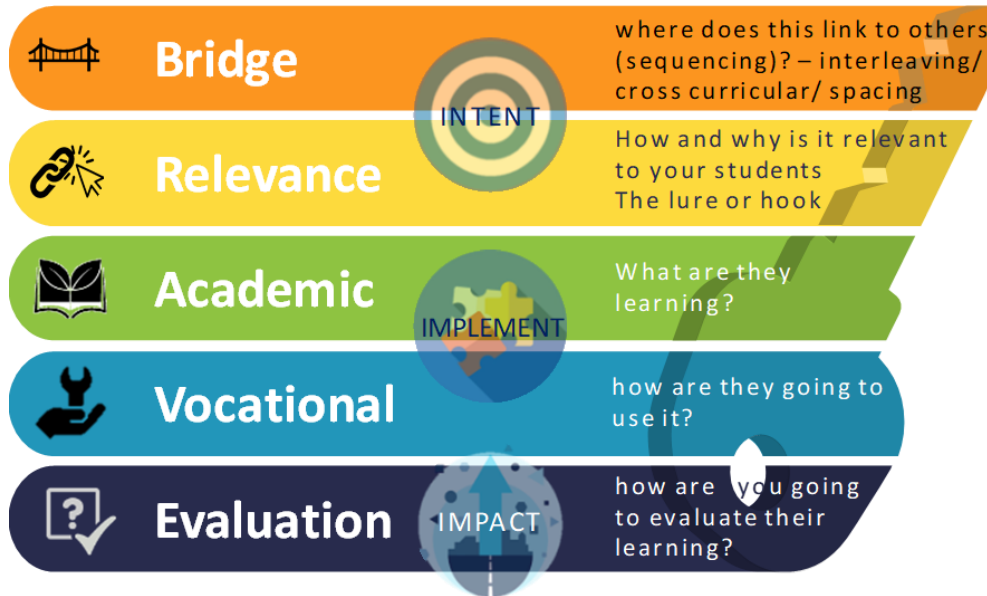 Bridge
INTENT
where does this link to others
(sequencing)? – interleaving/
cross curricular/ spacing
Relevance
How and why is it relevant
to your students
The lure or hook
Academic
IMPLEMENT
What are they
learning?
Vocational
how are they going to
use it?
Evaluation
IMPACT
how are you going
to evaluate their
learning?